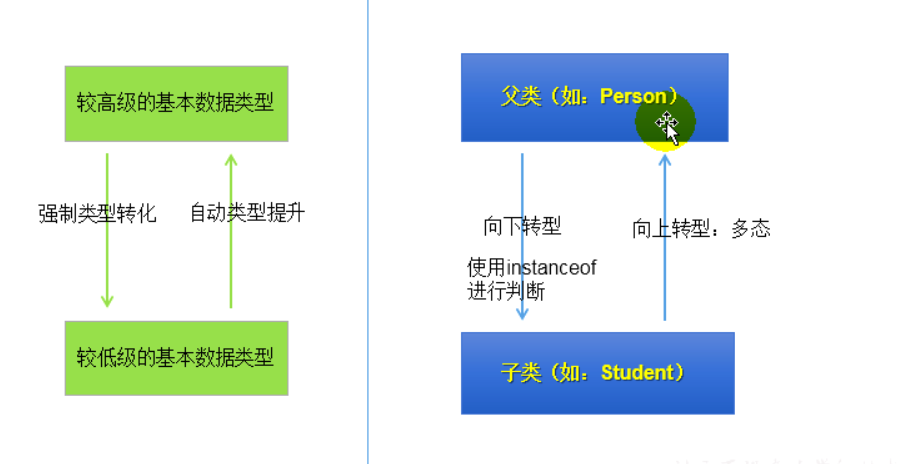 较高级的基本数据类型
强制类型转化
自动类型提升
较低级的基本数据类型
父类（如：Person）
向下转型
使用instanceof
进行判断
向上转型：多态
子类（如：Student）